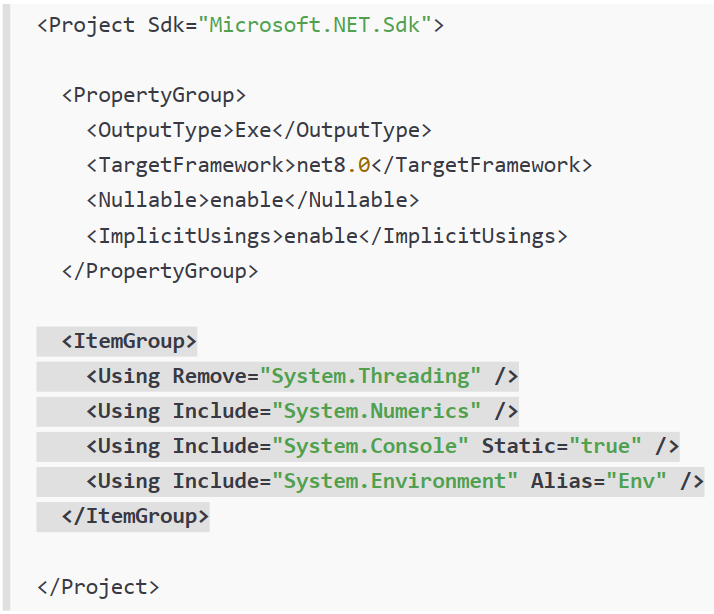 <Project Sdk="Microsoft.NET.Sdk">
<PropertyGroup>
<OutputType>Exe</OutputType>
<TargetFramework>net8.0</TargetFramework>
<Nullable>enable</Nullable>
<ImplicitUsings>enable</ImplicitUsings>
</PropertyGroup>
<ItemGroup>
<Using Remove="System.Threading" />
<Using Include="System.Numerics" />
<Using Include="System.Console" Static="true" />
<Using Include="System.Environment" Alias="Env" />
</ItemGroup>
</Project>